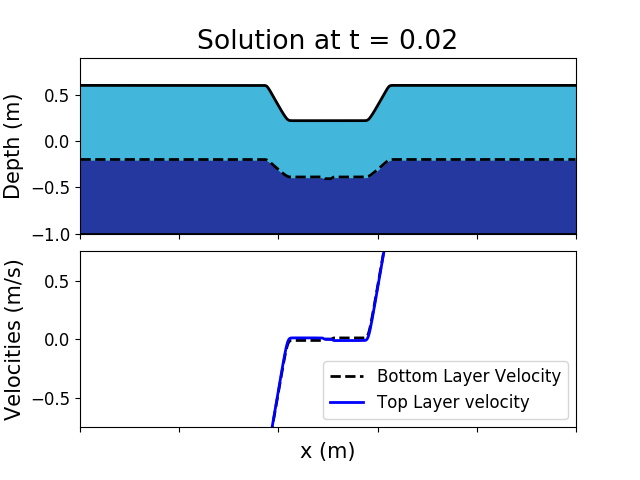 Solution at t = 0.02
Depth (m)
0.5
0.0
−0.5
−1.0
Velocities (m/s)
0.5
0.0
−0.5
Bottom Layer Velocity
Top Layer velocity
x (m)